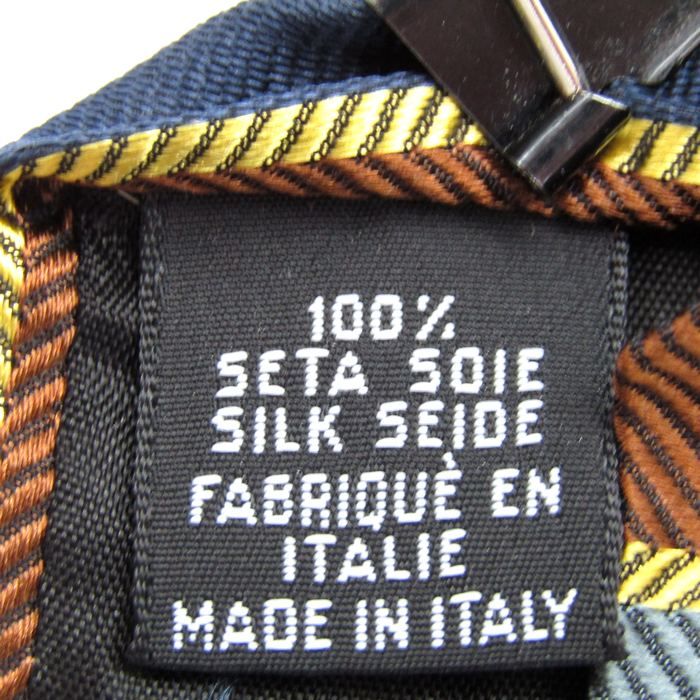 100%
SETA SOIE
SILK SEIDE
FABRIQUÈ EN
ITALIE
MADE IN ITALY